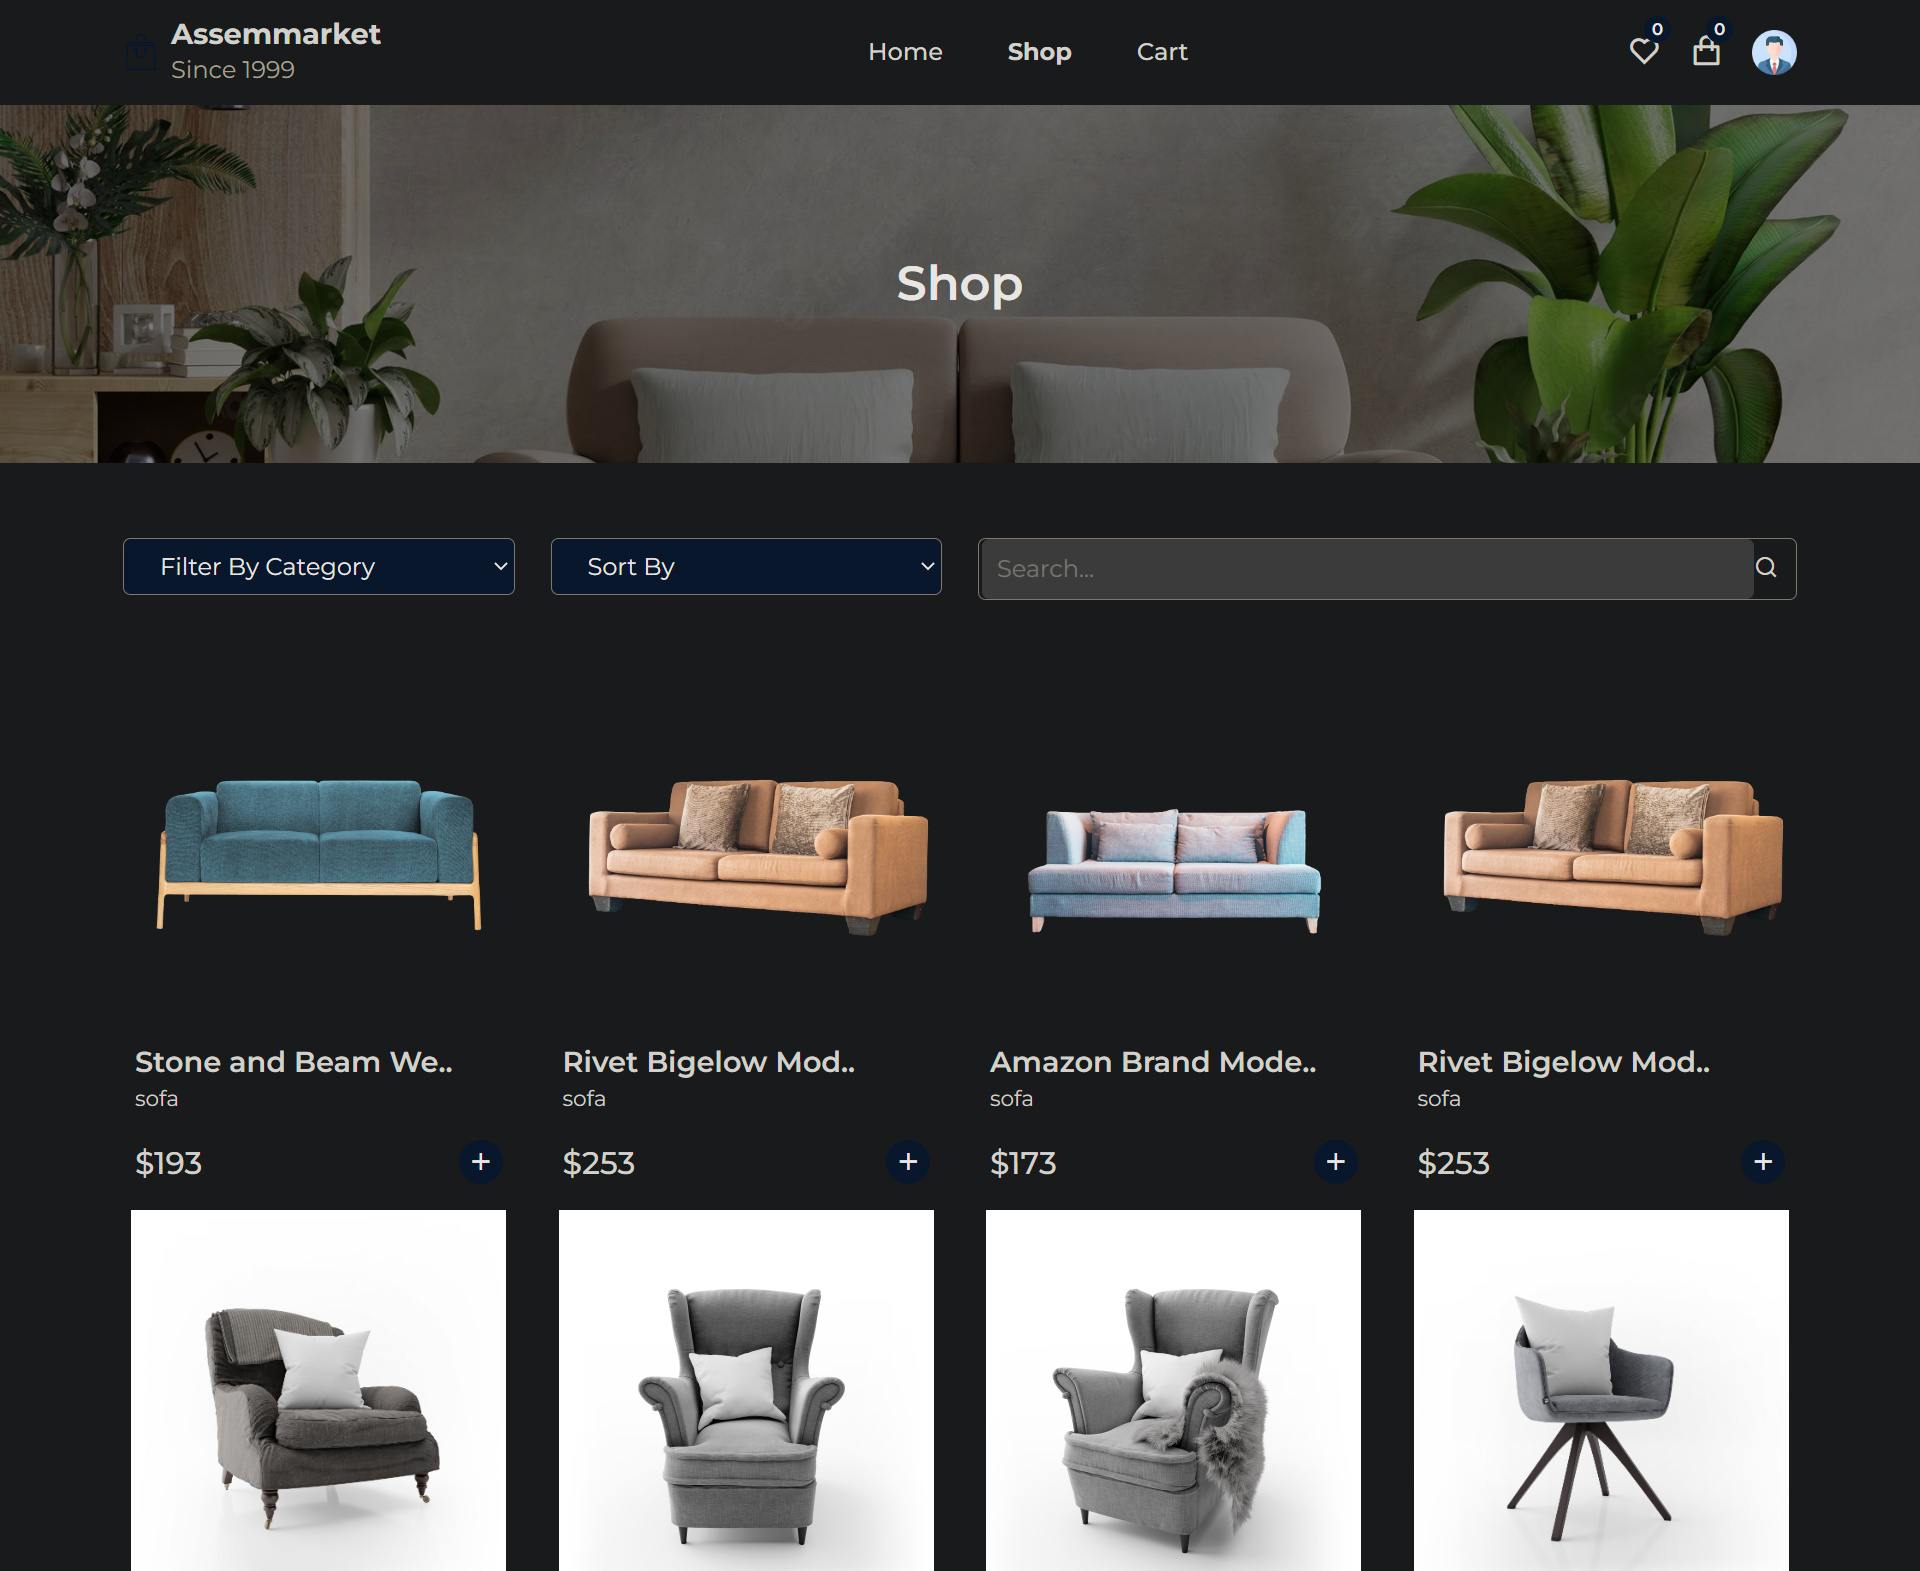 Assemmarket
Since 1999
Home
Shop
Cart
0
0
Shop
Filter By Category
Sort By
Search...
Stone and Beam We..
sofa
$193
+
Rivet Bigelow Mod..
sofa
$253
+
Amazon Brand Mode..
sofa
$173
+
Rivet Bigelow Mod..
sofa
$253
+